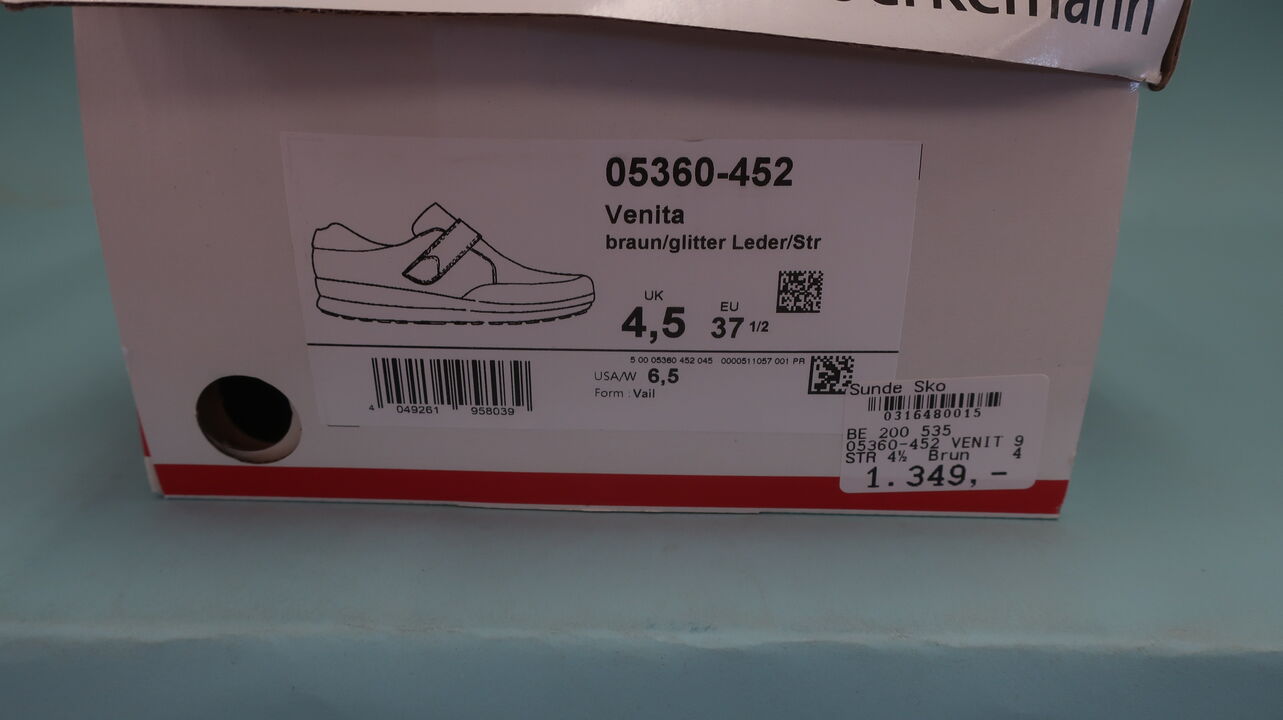 05360-452
Venita
braun/glitter Leder/Str
UK
4,5
EU
37 1/2
5 00 05360 452 045 0000511057 001 PR
USA/W 6,5
Form : Vail
4 049261 958039
Sunde Sko
0316480015
BE 200 535
05360-452 VENIT 9
STR 4½ Brun 4
1.349,-